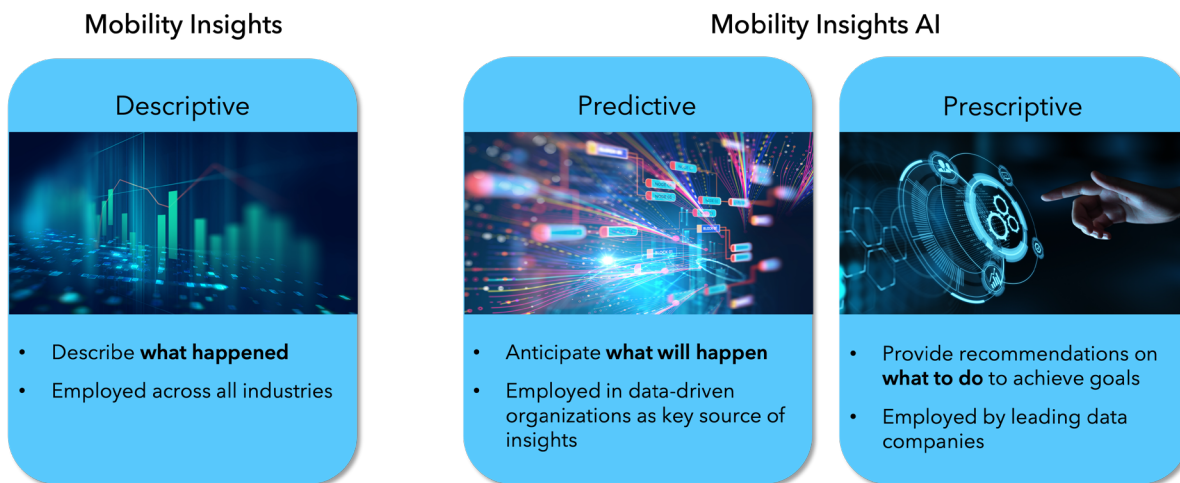 Mobility Insights
Mobility Insights AI
Descriptive
• Describe what happened
• Employed across all industries
Predictive
• Anticipate what will happen
• Employed in data-driven
organizations as key source of
insights
Prescriptive
• Provide recommendations on
what to do to achieve goals
• Employed by leading data
companies